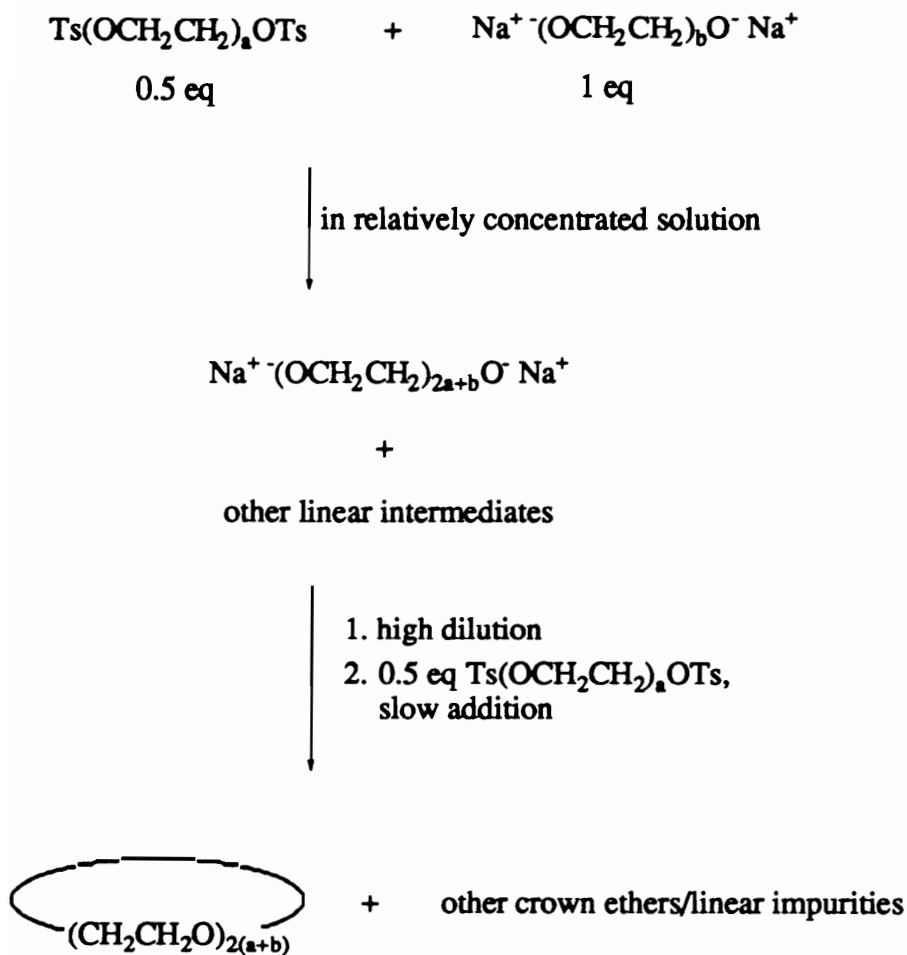 Ts(OCH₂CH₂)ₐOTs + Na⁺ ⁻(OCH₂CH₂)bO⁻ Na⁺
0.5 eq 1 eq
in relatively concentrated solution
Na⁺ ⁻(OCH₂CH₂)2a+bO⁻ Na⁺
+
other linear intermediates
1. high dilution
2. 0.5 eq Ts(OCH₂CH₂)ₐOTs,
slow addition
(CH₂CH₂O)2(a+b) + other crown ethers/linear impurities